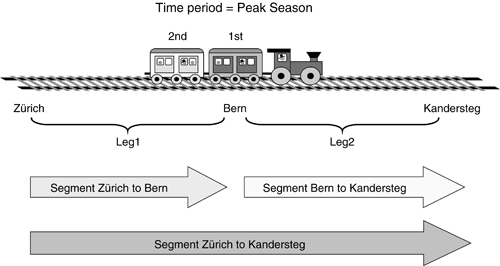 Time period = Peak Season
2nd 1st
Zürich Bern Kandersteg
Leg1 Leg2
Segment Zürich to Bern Segment Bern to Kandersteg
Segment Zürich to Kandersteg